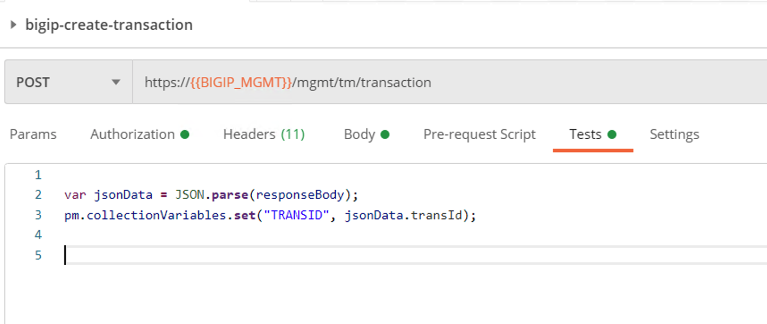 bigip-create-transaction
POST https://{{BIGIP_MGMT}}/mgmt/tm/transaction
Params Authorization Headers (11) Body Pre-request Script Tests Settings
1
2 var jsonData = JSON.parse(responseBody);
3 pm.collectionVariables.set("TRANSID", jsonData.transId);
4
5